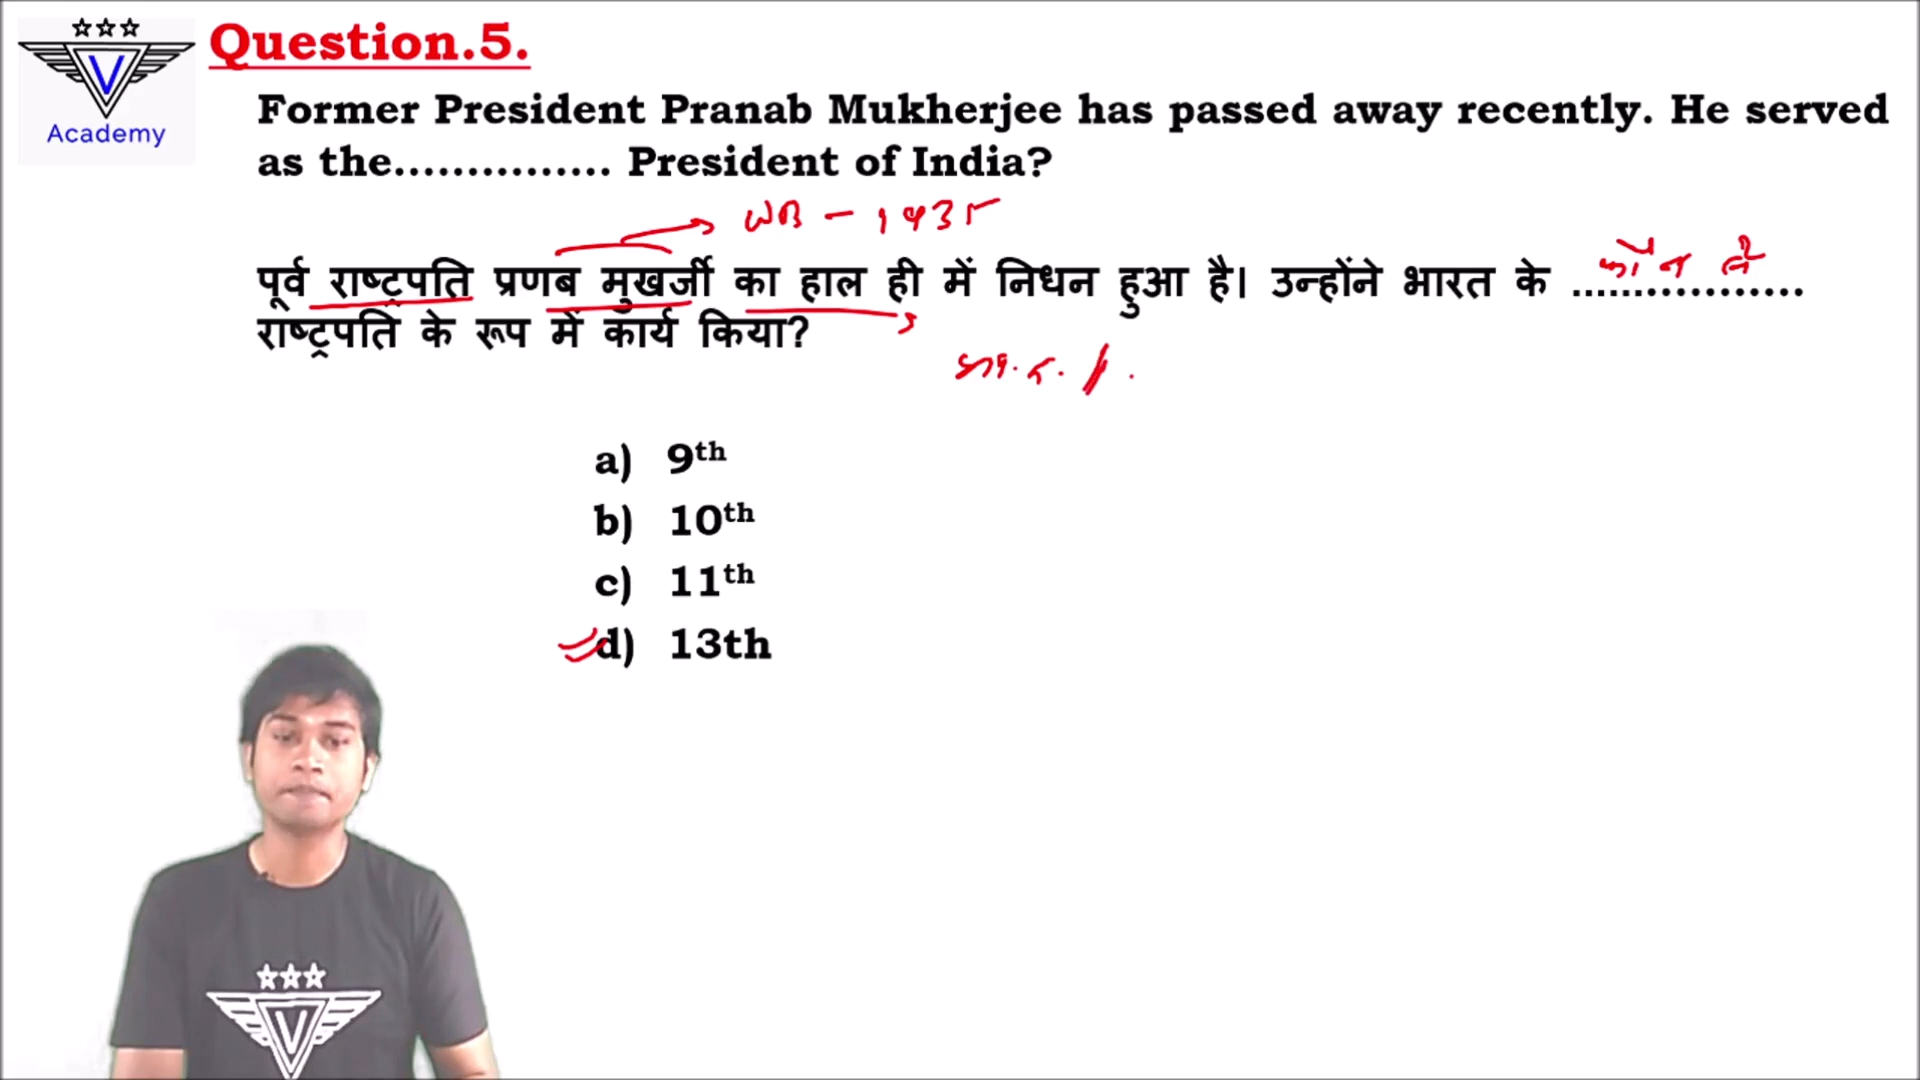 ☆☆☆
V
Academy
Question.5.
Former President Pranab Mukherjee has passed away recently. He served
as the............... President of India?
WB - 1935
पूर्व राष्ट्रपति प्रणब मुखर्जी का हाल ही में निधन हुआ है। उन्होंने भारत के ..................
राष्ट्रपति के रूप में कार्य किया?
a) 9th
b) 10th
c) 11th
d) 13th
☆☆☆
V